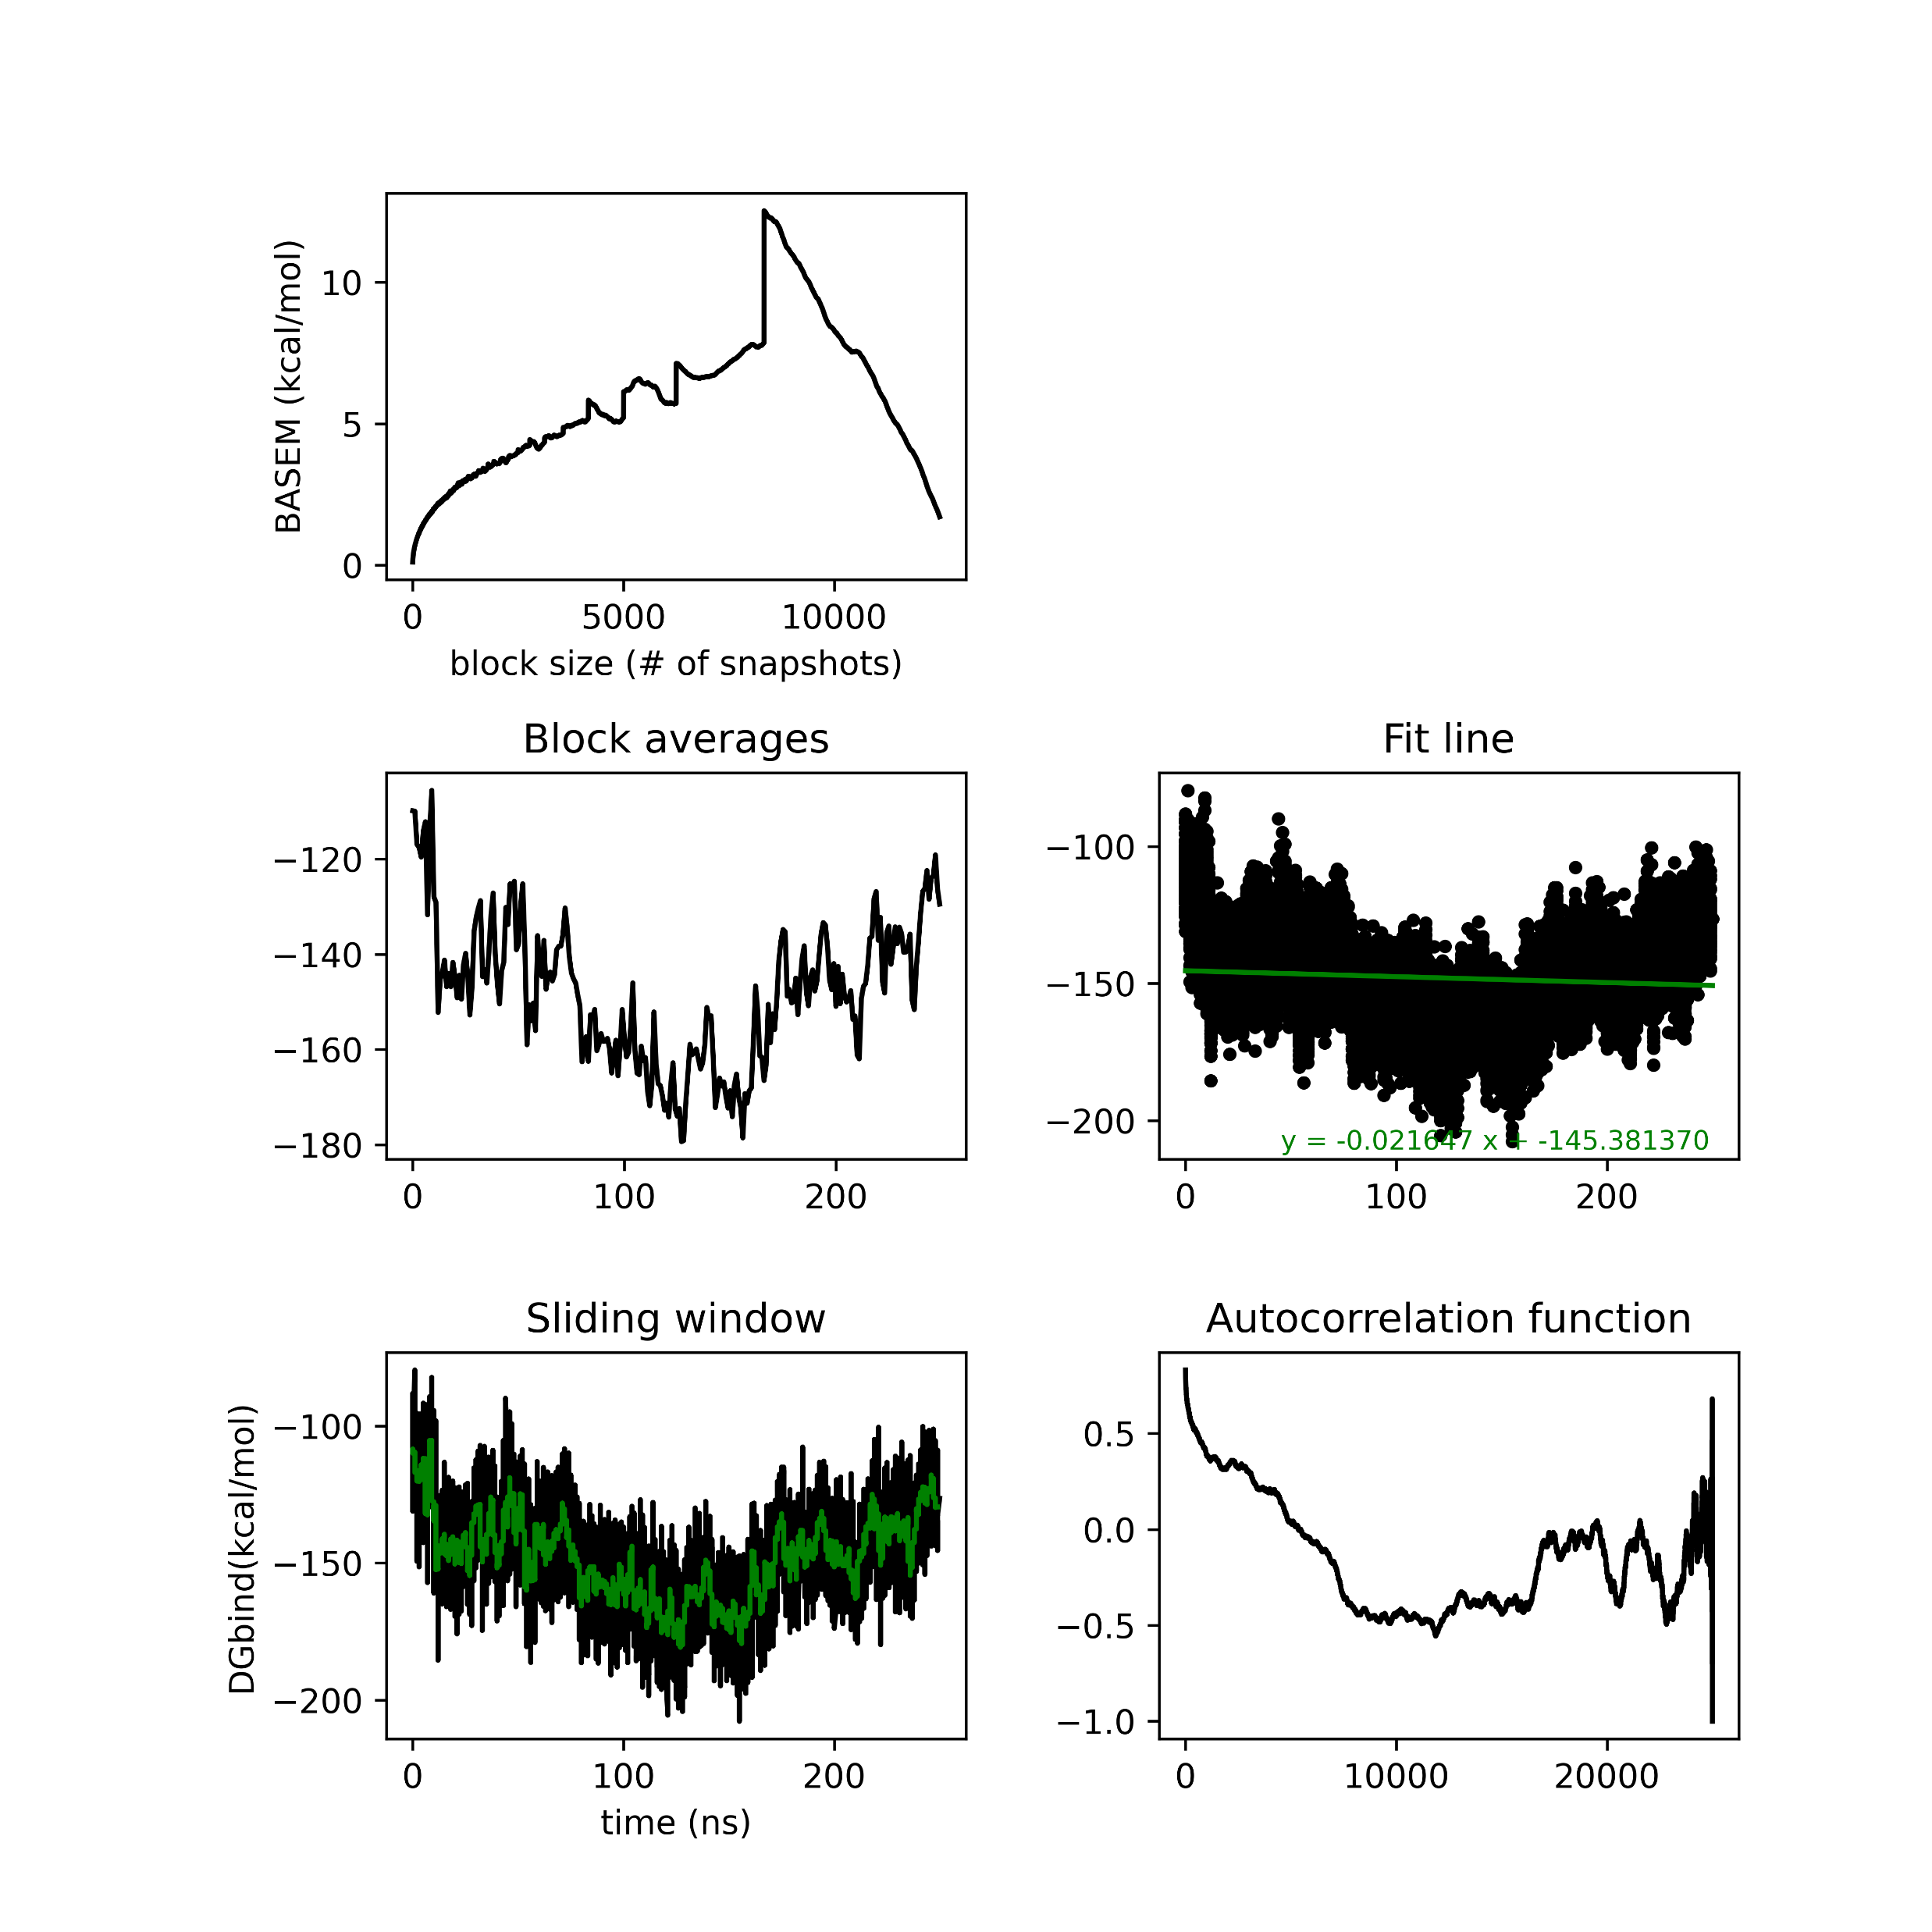 BASEM (kcal/mol)
10
5
0
0 5000 10000
block size (# of snapshots)
Block averages
−120
−140
−160
−180
0 100 200
Fit line
−100
−150
−200
y = -0.021647 x + -145.381370
0 100 200
Sliding window
DGbind(kcal/mol)
−100
−150
−200
0 100 200
time (ns)
Autocorrelation function
0.5
0.0
−0.5
−1.0
0 10000 20000